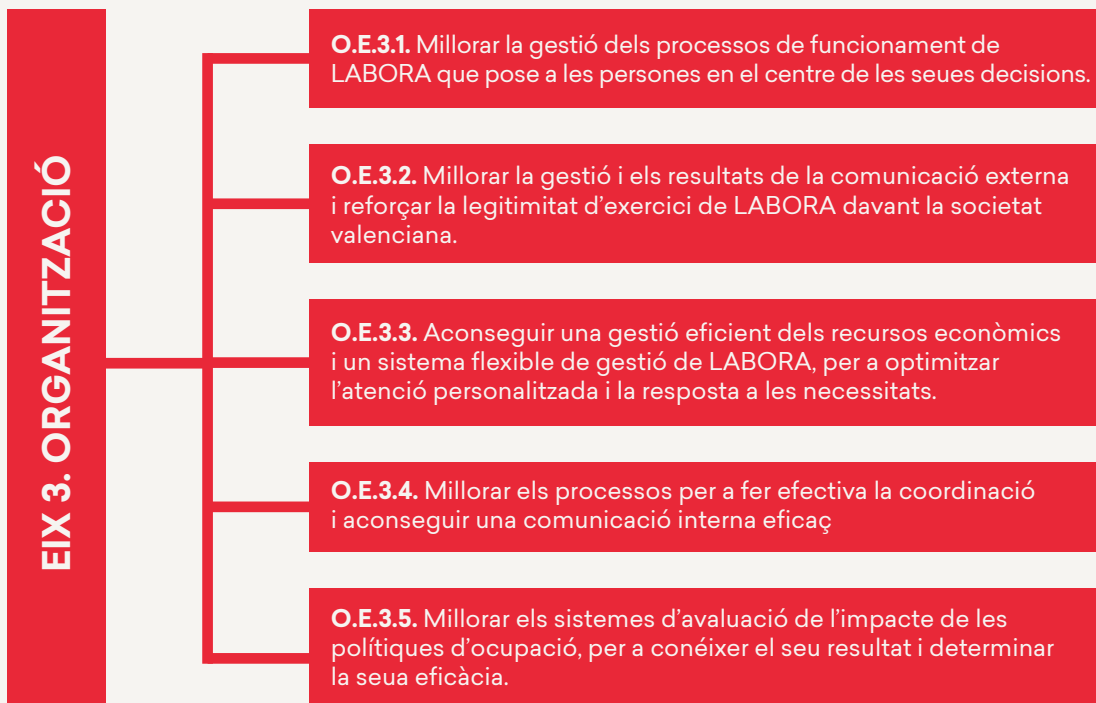 EIX 3. ORGANITZACIÓ
O.E.3.1. Millorar la gestió dels processos de funcionament de
LABORA que pose a les persones en el centre de les seues decisions.
O.E.3.2. Millorar la gestió i els resultats de la comunicació externa
i reforçar la legitimitat d’exercici de LABORA davant la societat
valenciana.
O.E.3.3. Aconseguir una gestió eficient dels recursos econòmics
i un sistema flexible de gestió de LABORA, per a optimitzar
l’atenció personalitzada i la resposta a les necessitats.
O.E.3.4. Millorar els processos per a fer efectiva la coordinació
i aconseguir una comunicació interna eficaç
O.E.3.5. Millorar els sistemes d’avaluació de l’impacte de les
polítiques d’ocupació, per a conéixer el seu resultat i determinar
la seua eficàcia.